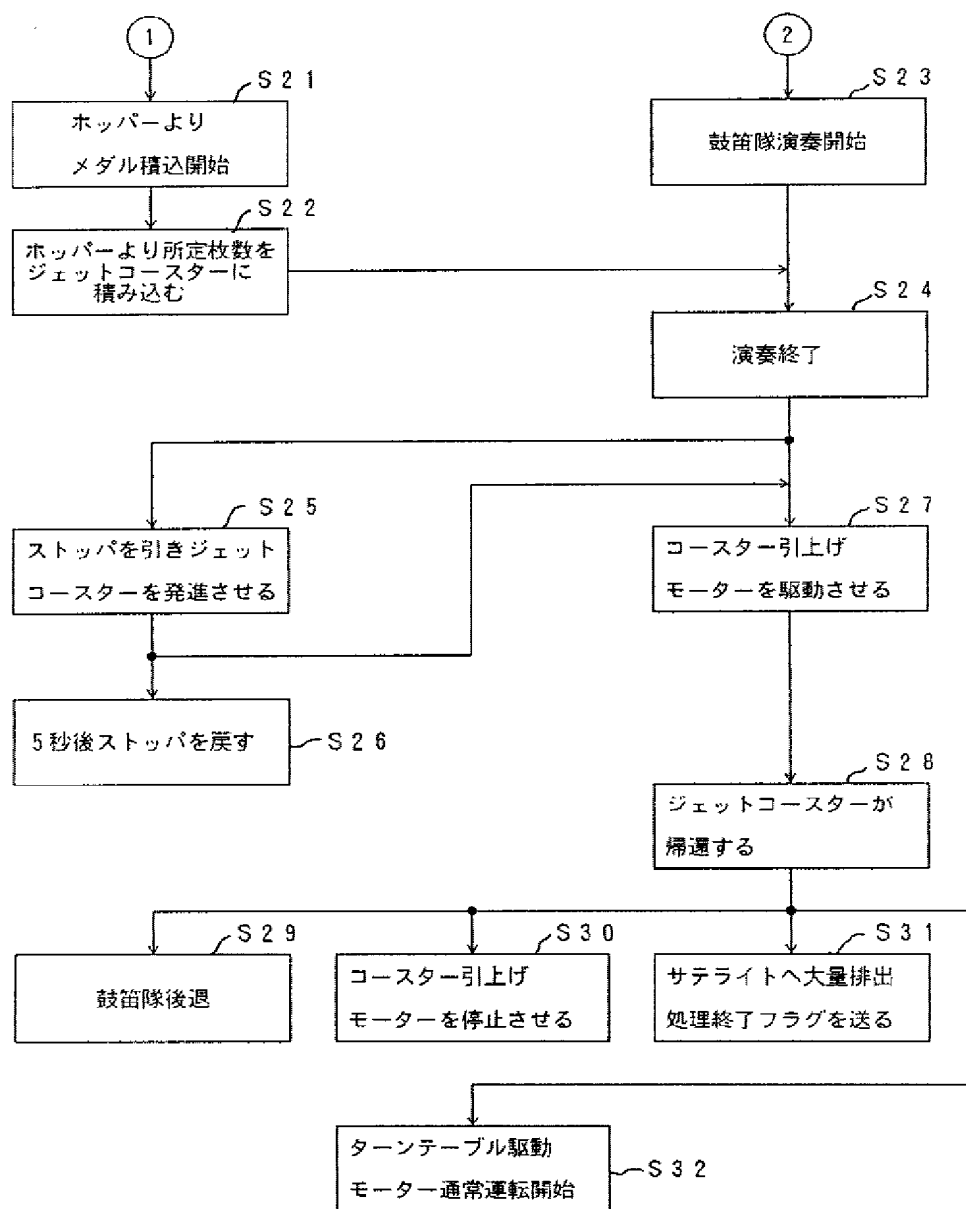 1
2
S21
ホッパーより
メダル積込開始
S23
鼓笛隊演奏開始
S22
ホッパーより所定枚数を
ジェットコースターに
積み込む
S24
演奏終了
S25
ストッパを引きジェット
コースターを発進させる
S27
コースター引上げ
モーターを駆動させる
5秒後ストッパを戻す
S26
S28
ジェットコースターが
帰還する
S29
鼓笛隊後退
S30
コースター引上げ
モーターを停止させる
S31
サテライトへ大量排出
処理終了フラグを送る
ターンテーブル駆動
モーター通常運転開始
S32